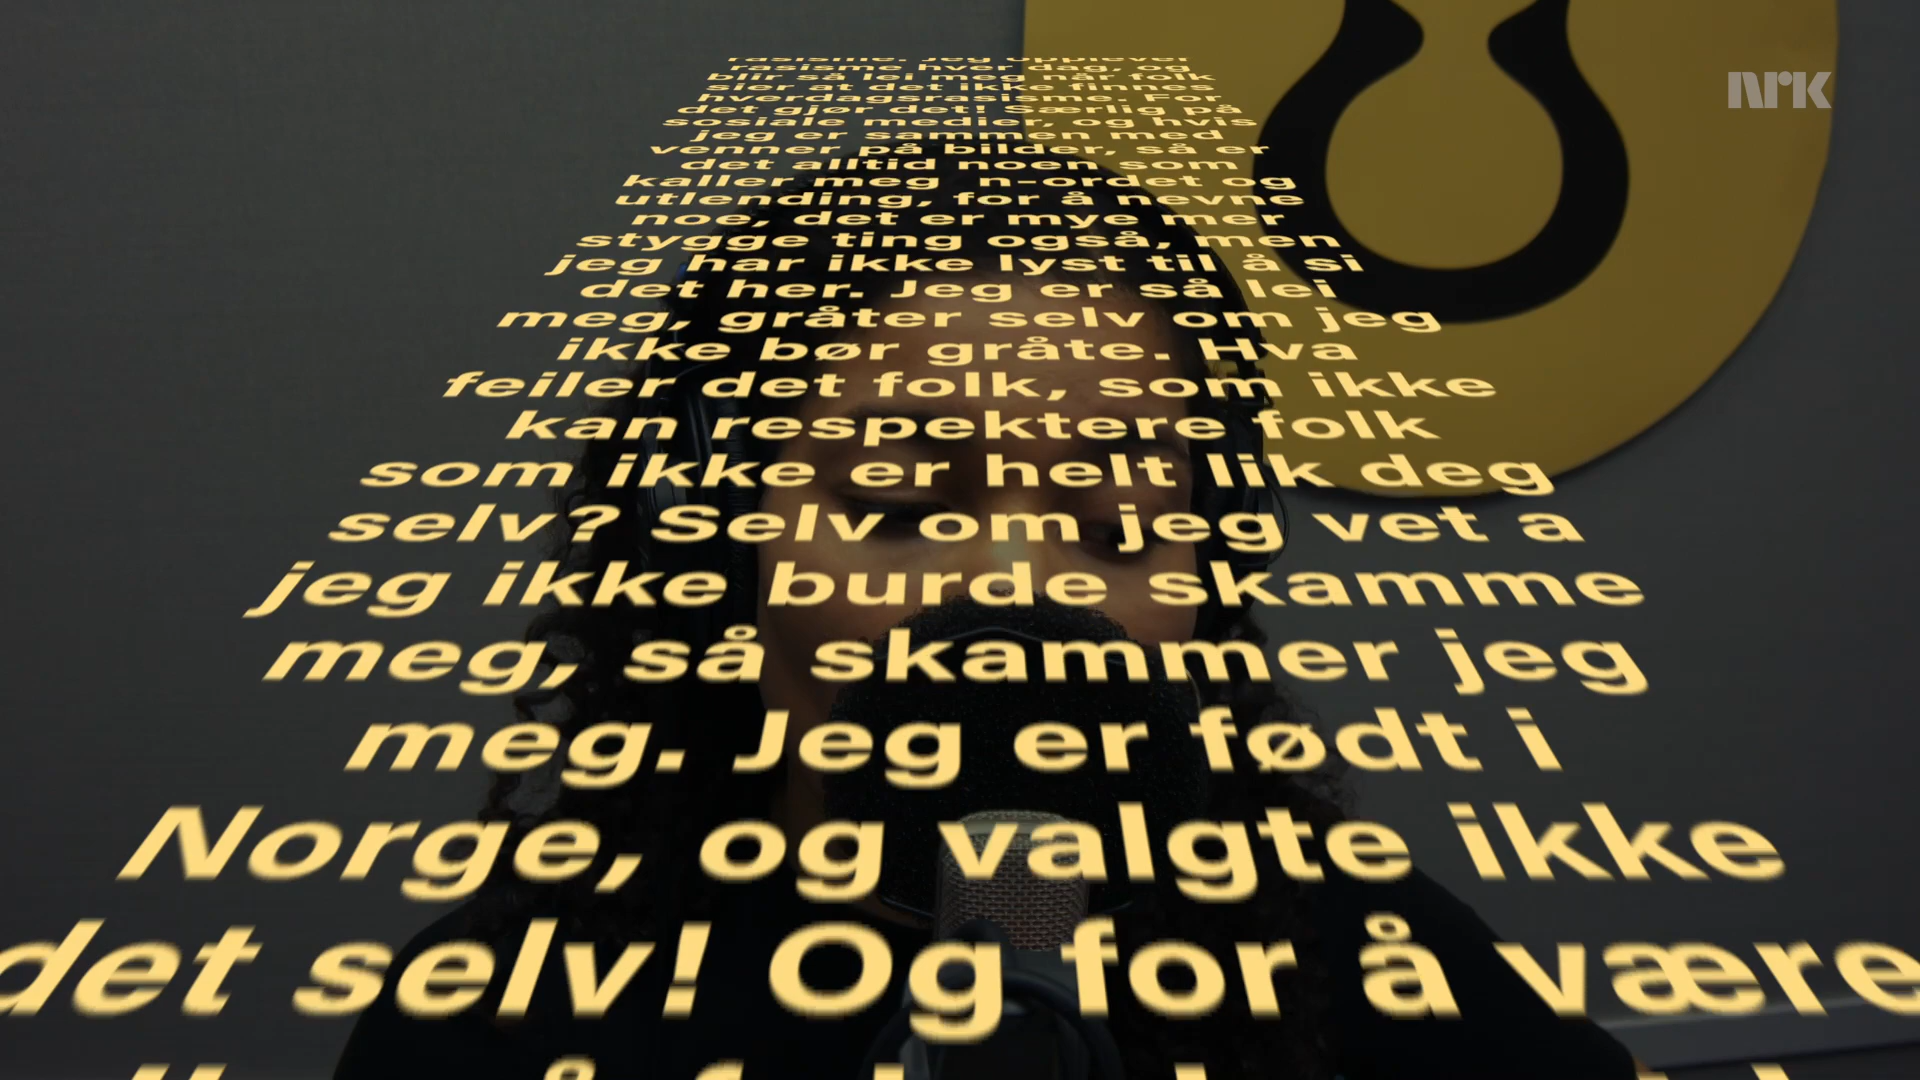 rasisme. Jeg opplever
rasisme hver dag, og
blir så lei meg når folk
sier at det ikke finnes
hverdagsrasisme. For
det gjør det! Særlig på
sosiale medier, og hvis
jeg er sammen med
venner på bilder, så er
det alltid noen som
kaller meg n-ordet og
utlending, for å nevne
noe, det er mye mer
stygge ting også, men
jeg har ikke lyst til å si
det her. Jeg er så lei
meg, gråter selv om jeg
ikke bør gråte. Hva
feiler det folk, som ikke
kan respektere folk
som ikke er helt lik deg
selv? Selv om jeg vet a
jeg ikke burde skamme
meg, så skammer jeg
meg. Jeg er født i
Norge, og valgte ikke
det selv! Og for å være
nrk